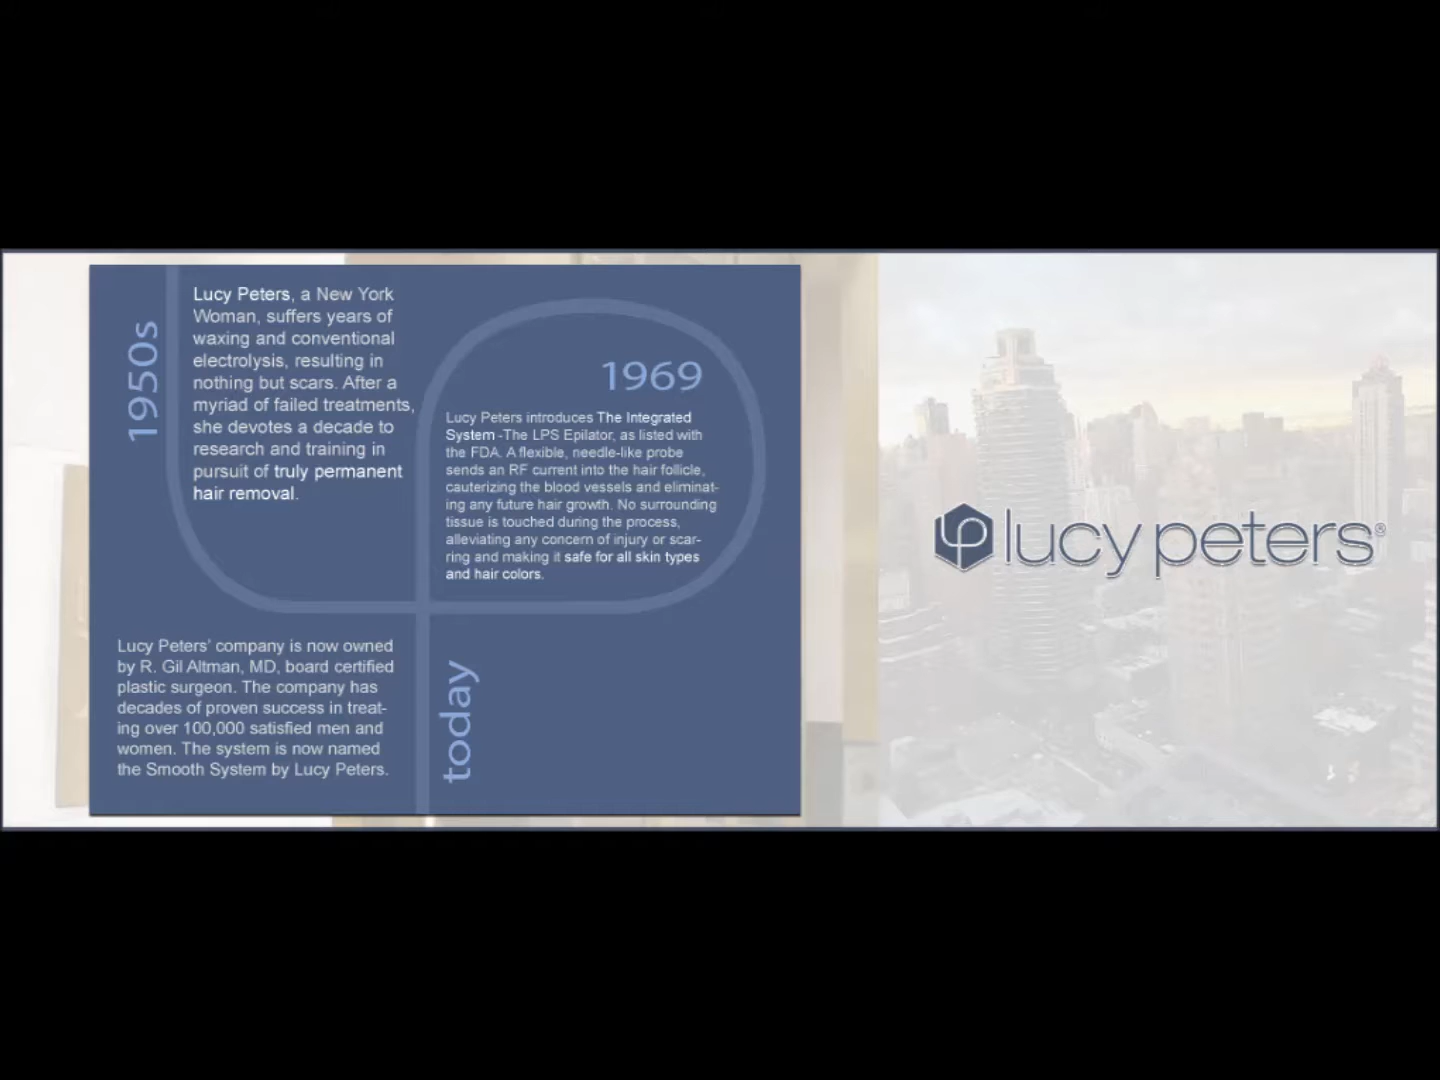 1950s
Lucy Peters, a New York
Woman, suffers years of
waxing and conventional
electrolysis, resulting in
nothing but scars. After a
myriad of failed treatments,
she devotes a decade to
research and training in
pursuit of truly permanent
hair removal.
1969
Lucy Peters introduces The Integrated
System -The LPS Epilator, as listed with
the FDA. A flexible, needle-like probe
sends an RF current into the hair follicle,
cauterizing the blood vessels and eliminat-
ing any future hair growth. No surrounding
tissue is touched during the process,
alleviating any concern of injury or scar-
ring and making it safe for all skin types
and hair colors.
Lucy Peters' company is now owned
by R. Gil Altman, MD, board certified
plastic surgeon. The company has
decades of proven success in treat-
ing over 100,000 satisfied men and
women. The system is now named
the Smooth System by Lucy Peters.
today
lucy peters®